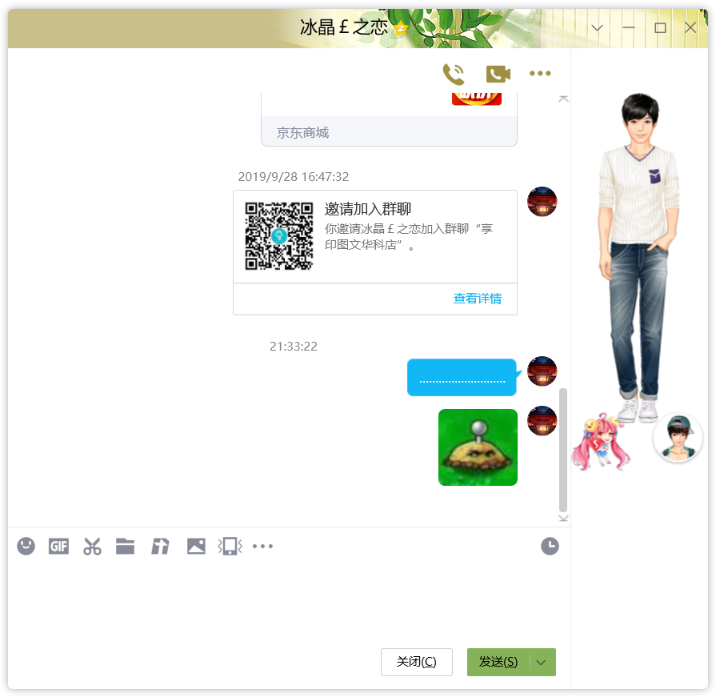 冰晶￡之恋
京东商城
2019/9/28 16:47:32
邀请加入群聊
你邀请冰晶￡之恋加入群聊“享
印图文华科店”。
查看详情
21:33:22
............................
GIF
关闭(C)
发送(S)